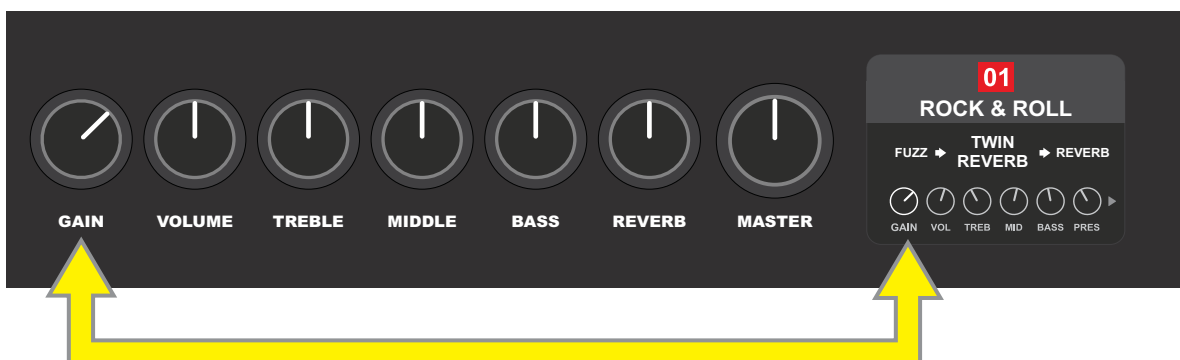 01
ROCK & ROLL
FUZZ TWIN REVERB REVERB
GAIN VOL TREB MID BASS PRES
GAIN VOLUME TREBLE MIDDLE BASS REVERB MASTER